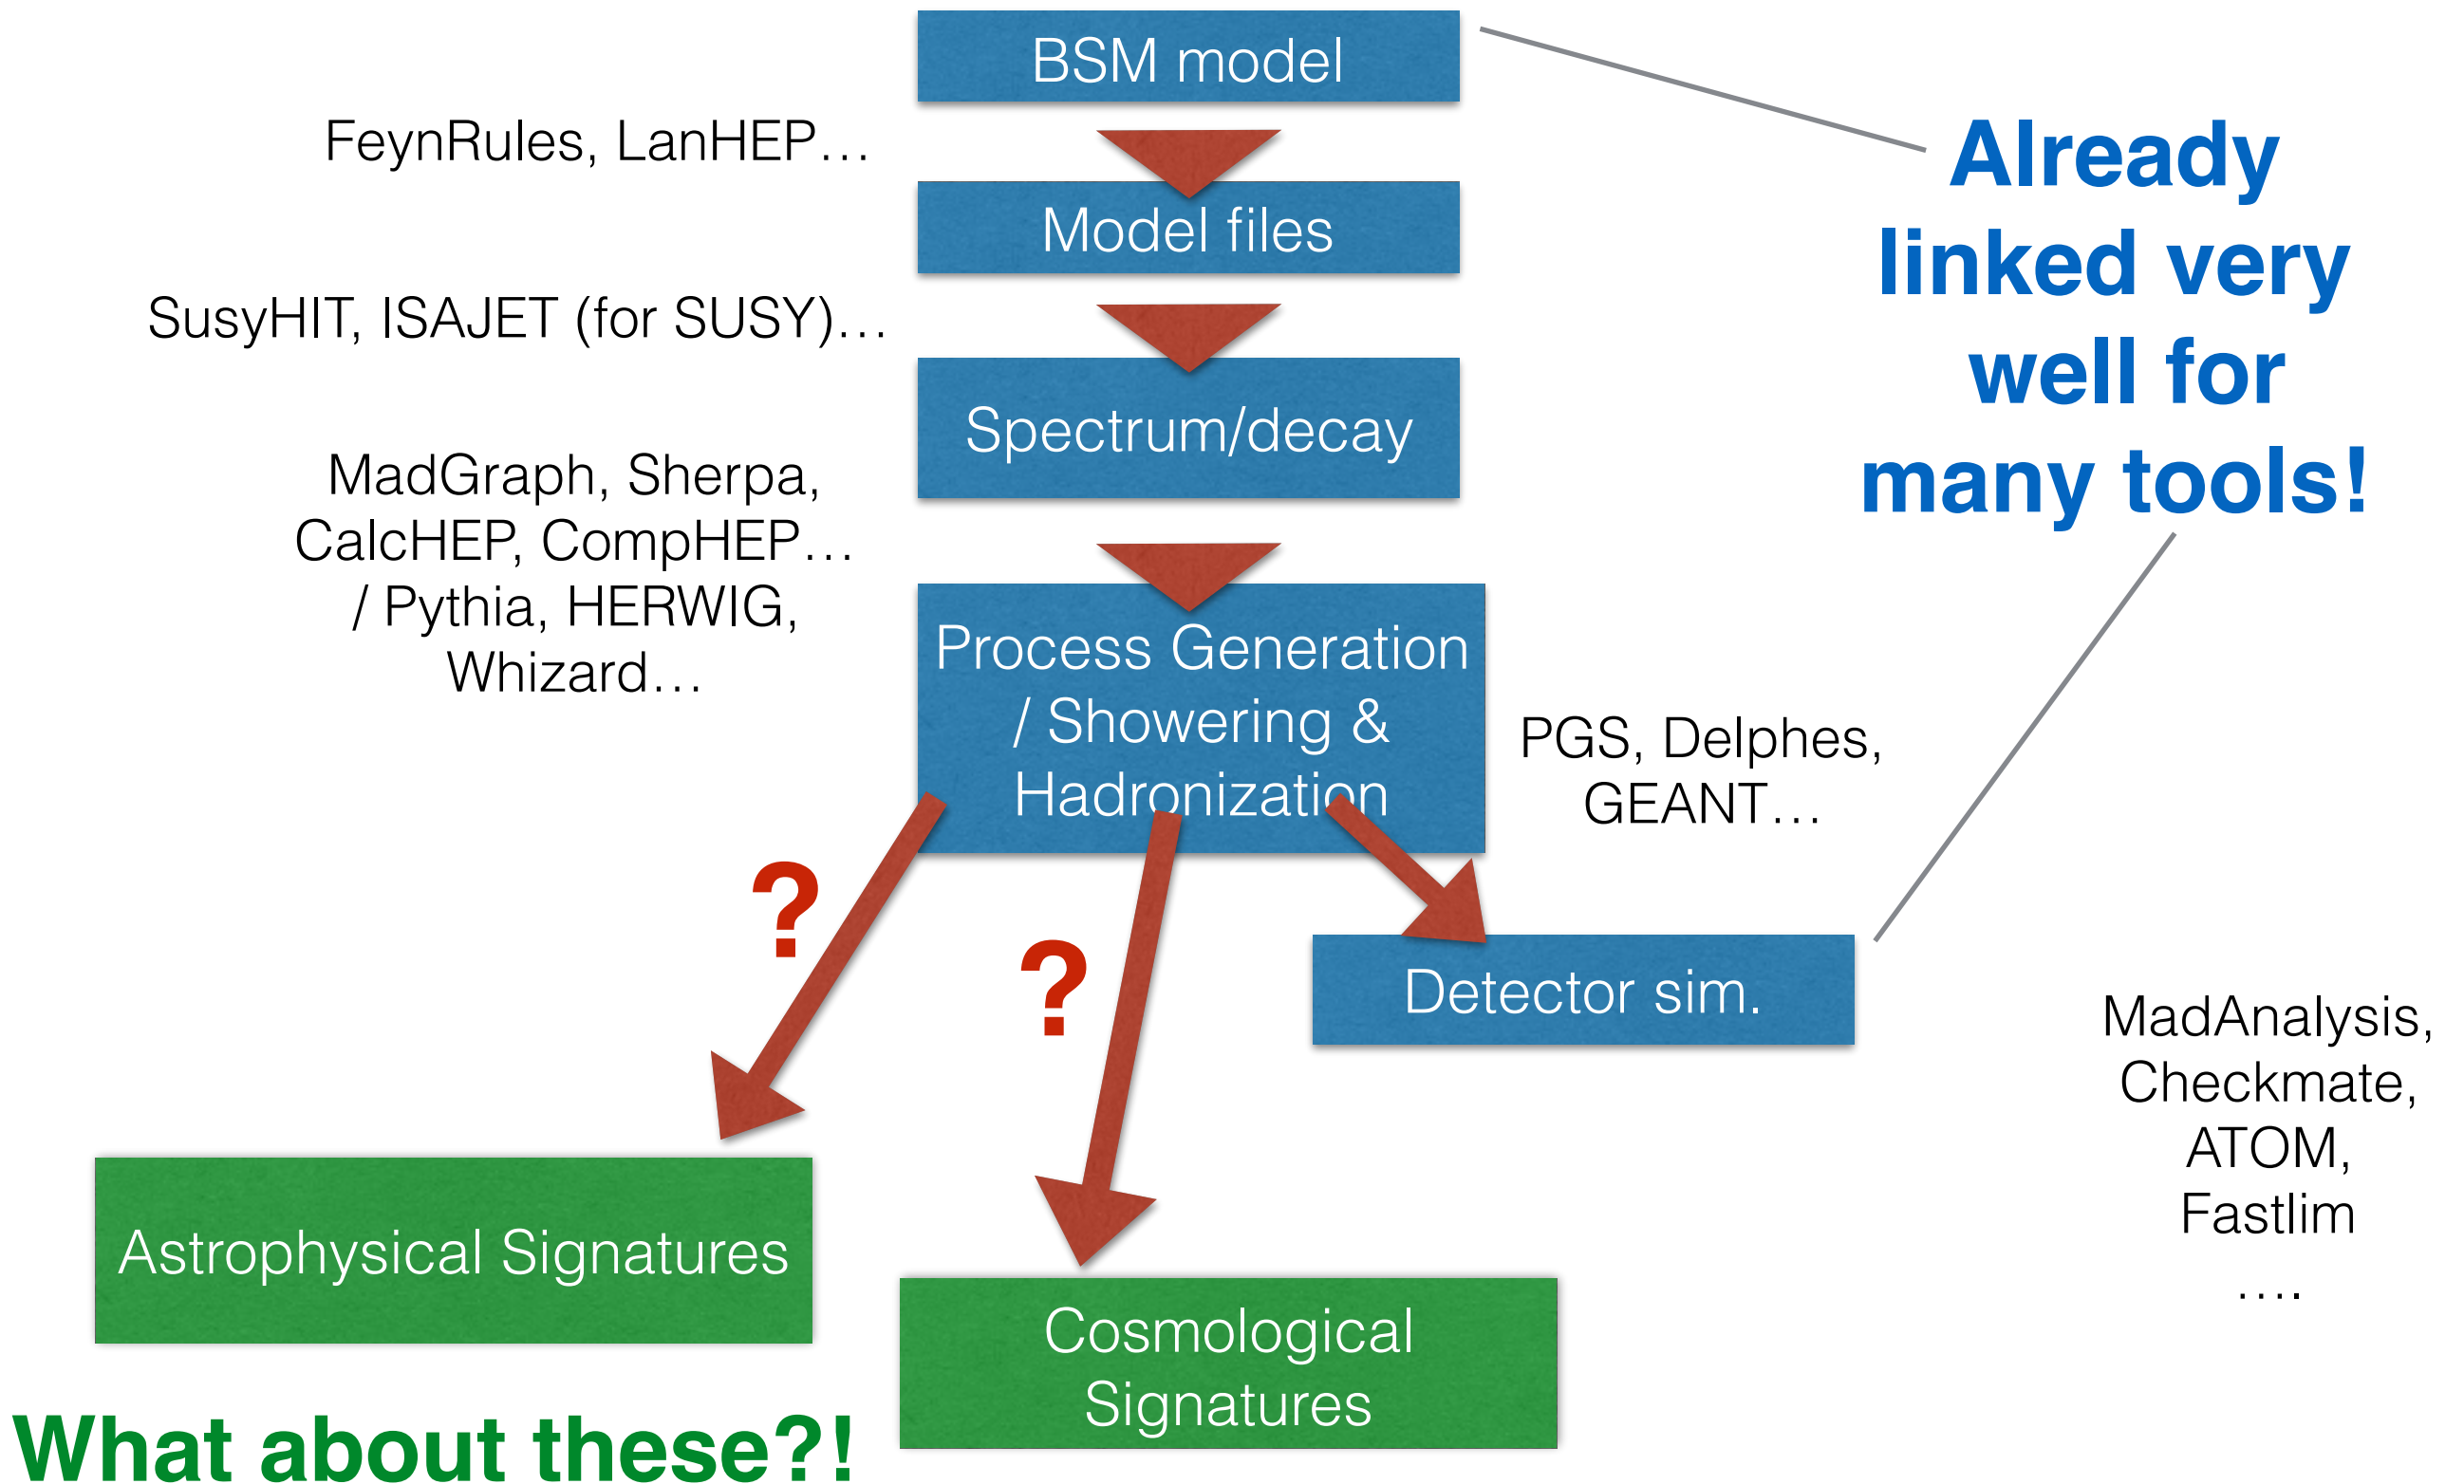 BSM model
FeynRules, LanHEP…
Model files
SusyHIT, ISAJET (for SUSY)…
Spectrum/decay
MadGraph, Sherpa,
CalcHEP, CompHEP…
/ Pythia, HERWIG,
Whizard…
Process Generation
/ Showering &
Hadronization
Already
linked very
well for
many tools!
PGS, Delphes,
GEANT…
?
?
Detector sim.
MadAnalysis,
Checkmate,
ATOM,
Fastlim
….
Astrophysical Signatures
Cosmological
Signatures
What about these?!